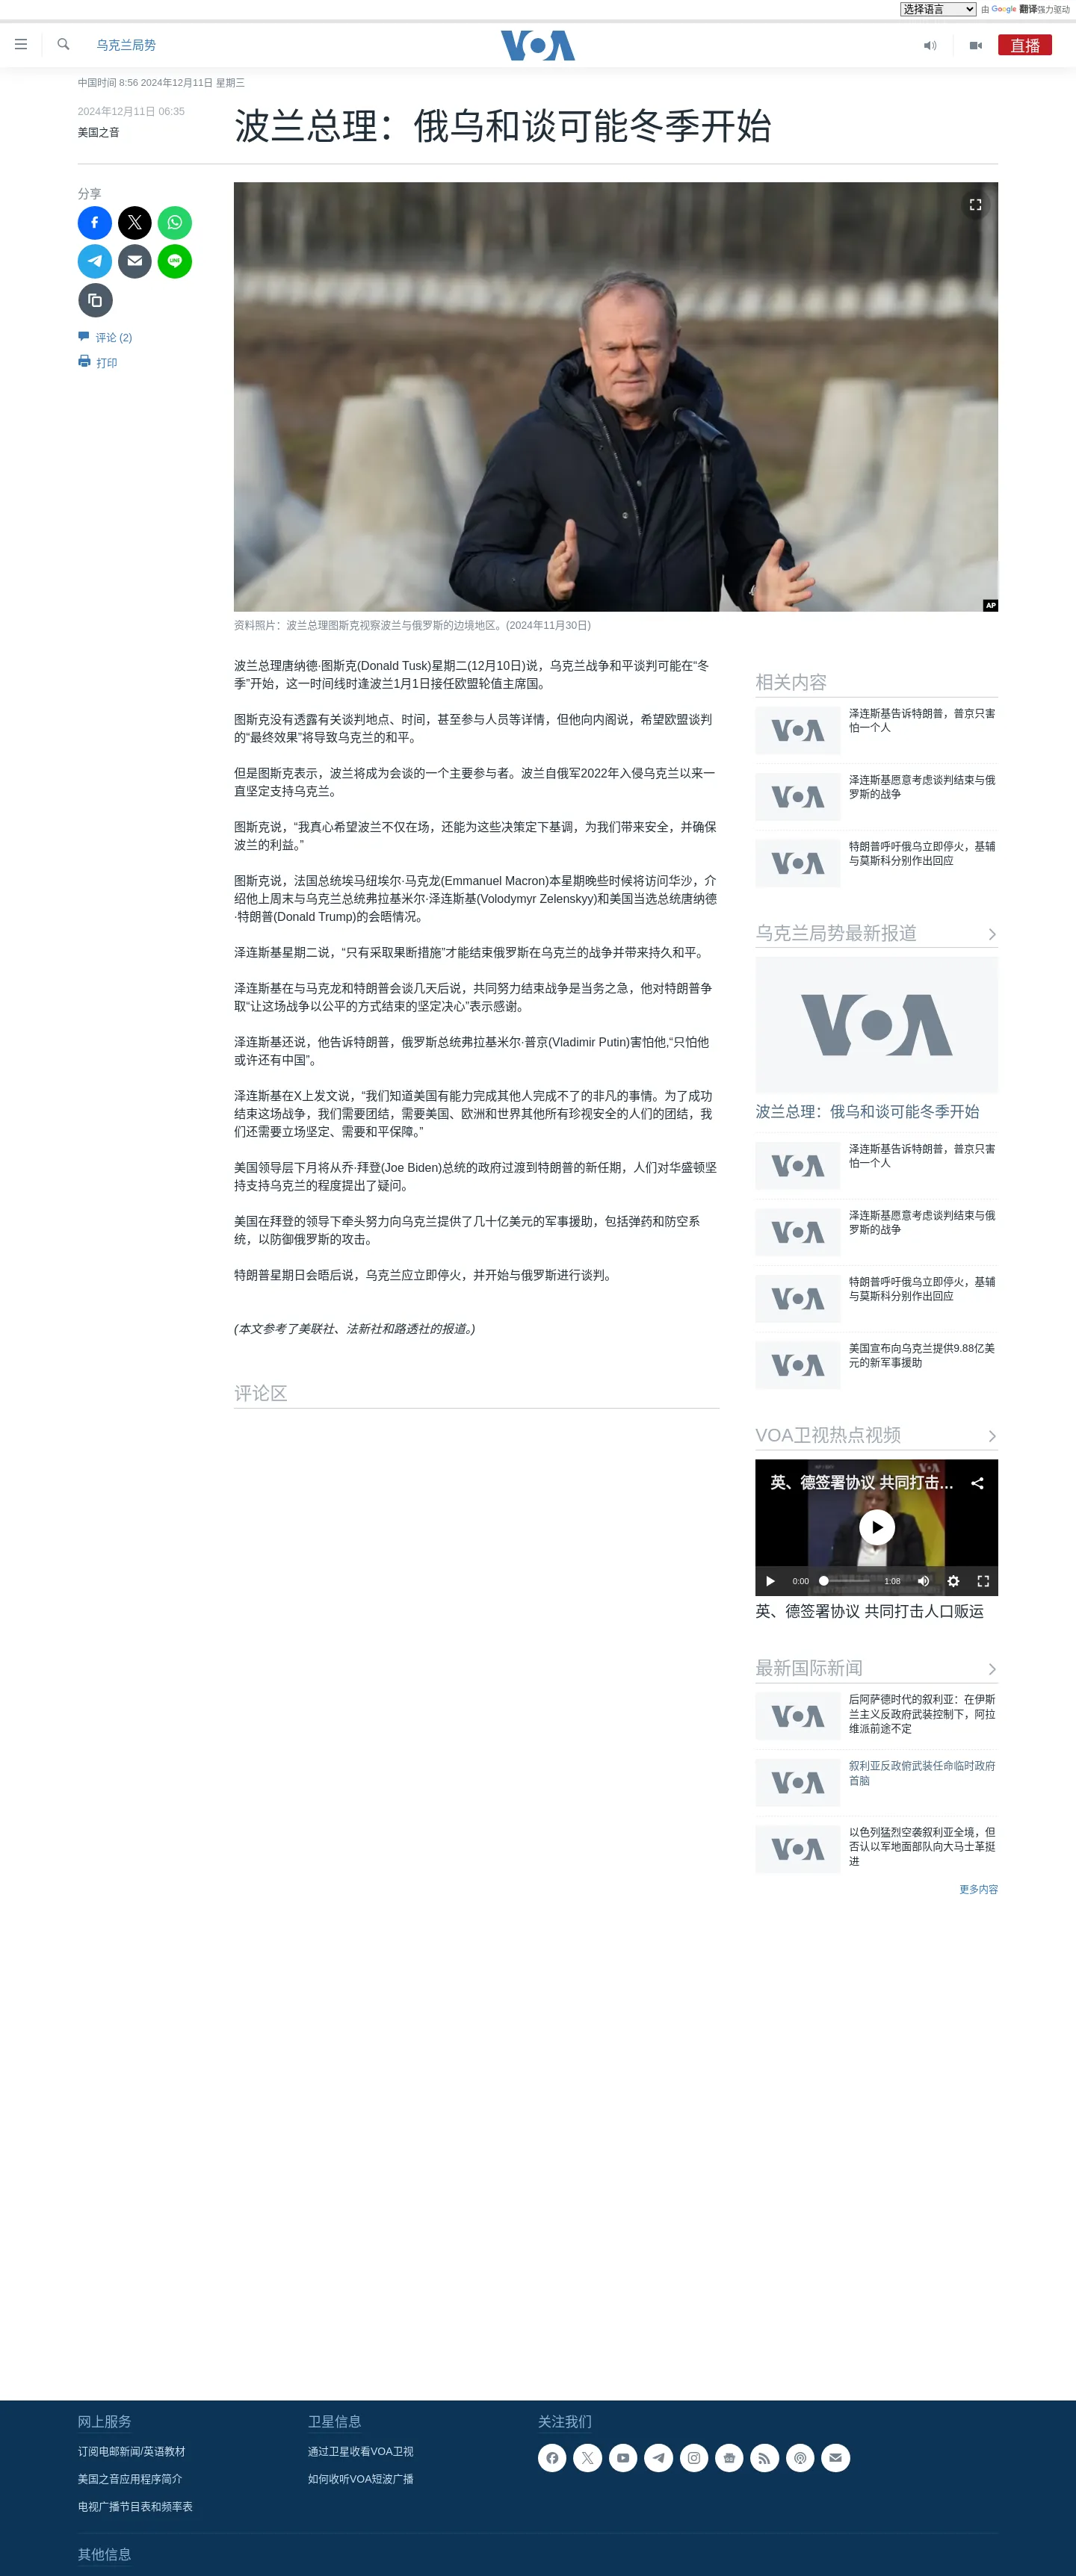 选择语言 由 Google 翻译强力驱动
乌克兰局势
VOA
直播
中国时间 8:56 2024年12月11日 星期三
2024年12月11日 06:35
美国之音
波兰总理：俄乌和谈可能冬季开始
分享
LINE
评论 (2)
打印
AP
资料照片：波兰总理图斯克视察波兰与俄罗斯的边境地区。(2024年11月30日)
波兰总理唐纳德·图斯克(Donald Tusk)星期二(12月10日)说，乌克兰战争和平谈判可能在“冬
季”开始，这一时间线时逢波兰1月1日接任欧盟轮值主席国。
图斯克没有透露有关谈判地点、时间，甚至参与人员等详情，但他向内阁说，希望欧盟谈判
的“最终效果”将导致乌克兰的和平。
但是图斯克表示，波兰将成为会谈的一个主要参与者。波兰自俄军2022年入侵乌克兰以来一
直坚定支持乌克兰。
图斯克说，“我真心希望波兰不仅在场，还能为这些决策定下基调，为我们带来安全，并确保
波兰的利益。”
图斯克说，法国总统埃马纽埃尔·马克龙(Emmanuel Macron)本星期晚些时候将访问华沙，介
绍他上周末与乌克兰总统弗拉基米尔·泽连斯基(Volodymyr Zelenskyy)和美国当选总统唐纳德
·特朗普(Donald Trump)的会晤情况。
泽连斯基星期二说，“只有采取果断措施”才能结束俄罗斯在乌克兰的战争并带来持久和平。
泽连斯基在与马克龙和特朗普会谈几天后说，共同努力结束战争是当务之急，他对特朗普争
取“让这场战争以公平的方式结束的坚定决心”表示感谢。
泽连斯基还说，他告诉特朗普，俄罗斯总统弗拉基米尔·普京(Vladimir Putin)害怕他,“只怕他
或许还有中国”。
泽连斯基在X上发文说，“我们知道美国有能力完成其他人完成不了的非凡的事情。为了成功
结束这场战争，我们需要团结，需要美国、欧洲和世界其他所有珍视安全的人们的团结，我
们还需要立场坚定、需要和平保障。”
美国领导层下月将从乔·拜登(Joe Biden)总统的政府过渡到特朗普的新任期，人们对华盛顿坚
持支持乌克兰的程度提出了疑问。
美国在拜登的领导下牵头努力向乌克兰提供了几十亿美元的军事援助，包括弹药和防空系
统，以防御俄罗斯的攻击。
特朗普星期日会晤后说，乌克兰应立即停火，并开始与俄罗斯进行谈判。
(本文参考了美联社、法新社和路透社的报道。)
评论区
相关内容
VOA
泽连斯基告诉特朗普，普京只害
怕一个人
VOA
泽连斯基愿意考虑谈判结束与俄
罗斯的战争
VOA
特朗普呼吁俄乌立即停火，基辅
与莫斯科分别作出回应
乌克兰局势最新报道
VOA
波兰总理：俄乌和谈可能冬季开始
VOA
泽连斯基告诉特朗普，普京只害
怕一个人
VOA
泽连斯基愿意考虑谈判结束与俄
罗斯的战争
VOA
特朗普呼吁俄乌立即停火，基辅
与莫斯科分别作出回应
VOA
美国宣布向乌克兰提供9.88亿美
元的新军事援助
VOA卫视热点视频
VOA
英、德签署协议 共同打击...
0:00
1:08
英、德签署协议 共同打击人口贩运
最新国际新闻
VOA
后阿萨德时代的叙利亚：在伊斯
兰主义反政府武装控制下，阿拉
维派前途不定
VOA
叙利亚反政俯武装任命临时政府
首脑
VOA
以色列猛烈空袭叙利亚全境，但
否认以军地面部队向大马士革挺
进
更多内容
网上服务
订阅电邮新闻/英语教材
美国之音应用程序简介
电视广播节目表和频率表
卫星信息
通过卫星收看VOA卫视
如何收听VOA短波广播
关注我们
其他信息